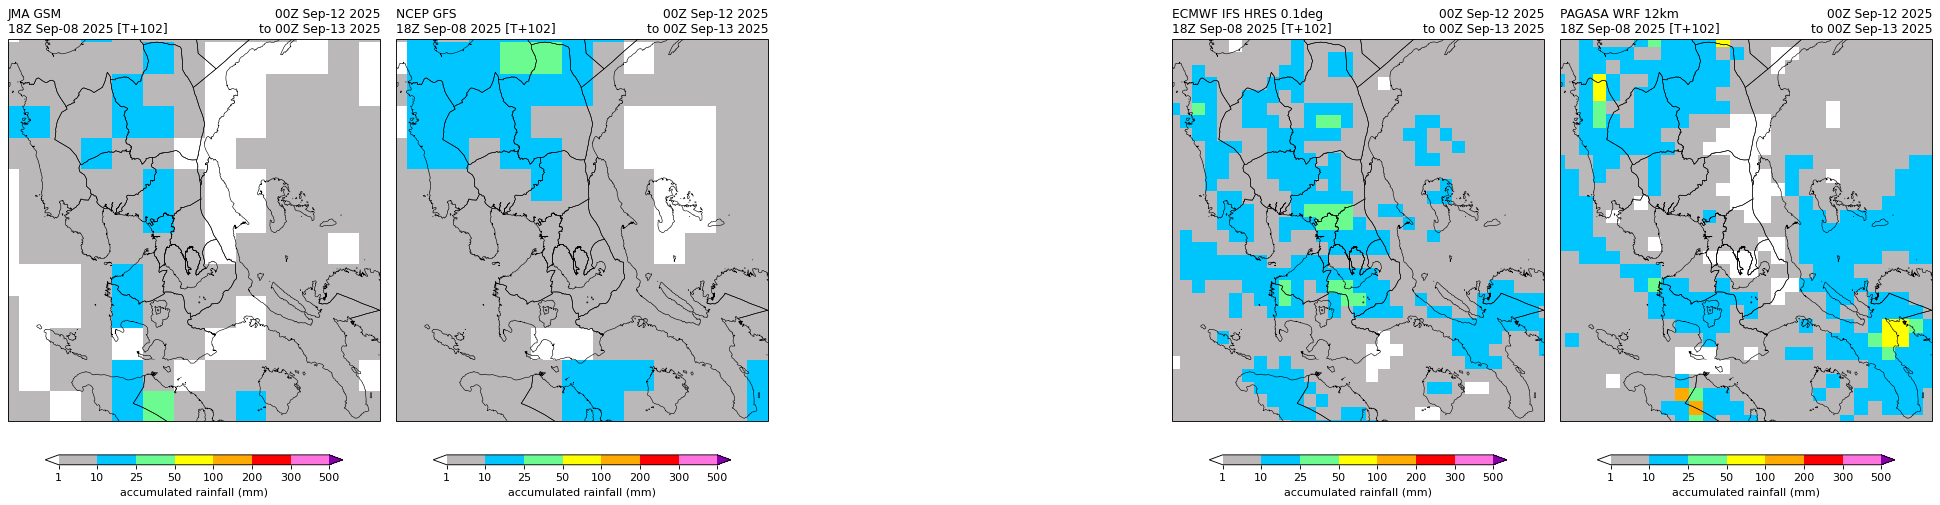 JMA GSM 00Z Sep-12 2025
18Z Sep-08 2025 [T+102] to 00Z Sep-13 2025
NCEP GFS 00Z Sep-12 2025
18Z Sep-08 2025 [T+102] to 00Z Sep-13 2025
ECMWF IFS HRES 0.1deg 00Z Sep-12 2025
18Z Sep-08 2025 [T+102] to 00Z Sep-13 2025
PAGASA WRF 12km 00Z Sep-12 2025
18Z Sep-08 2025 [T+102] to 00Z Sep-13 2025
1 10 25 50 100 200 300 500
accumulated rainfall (mm)
1 10 25 50 100 200 300 500
accumulated rainfall (mm)
1 10 25 50 100 200 300 500
accumulated rainfall (mm)
1 10 25 50 100 200 300 500
accumulated rainfall (mm)